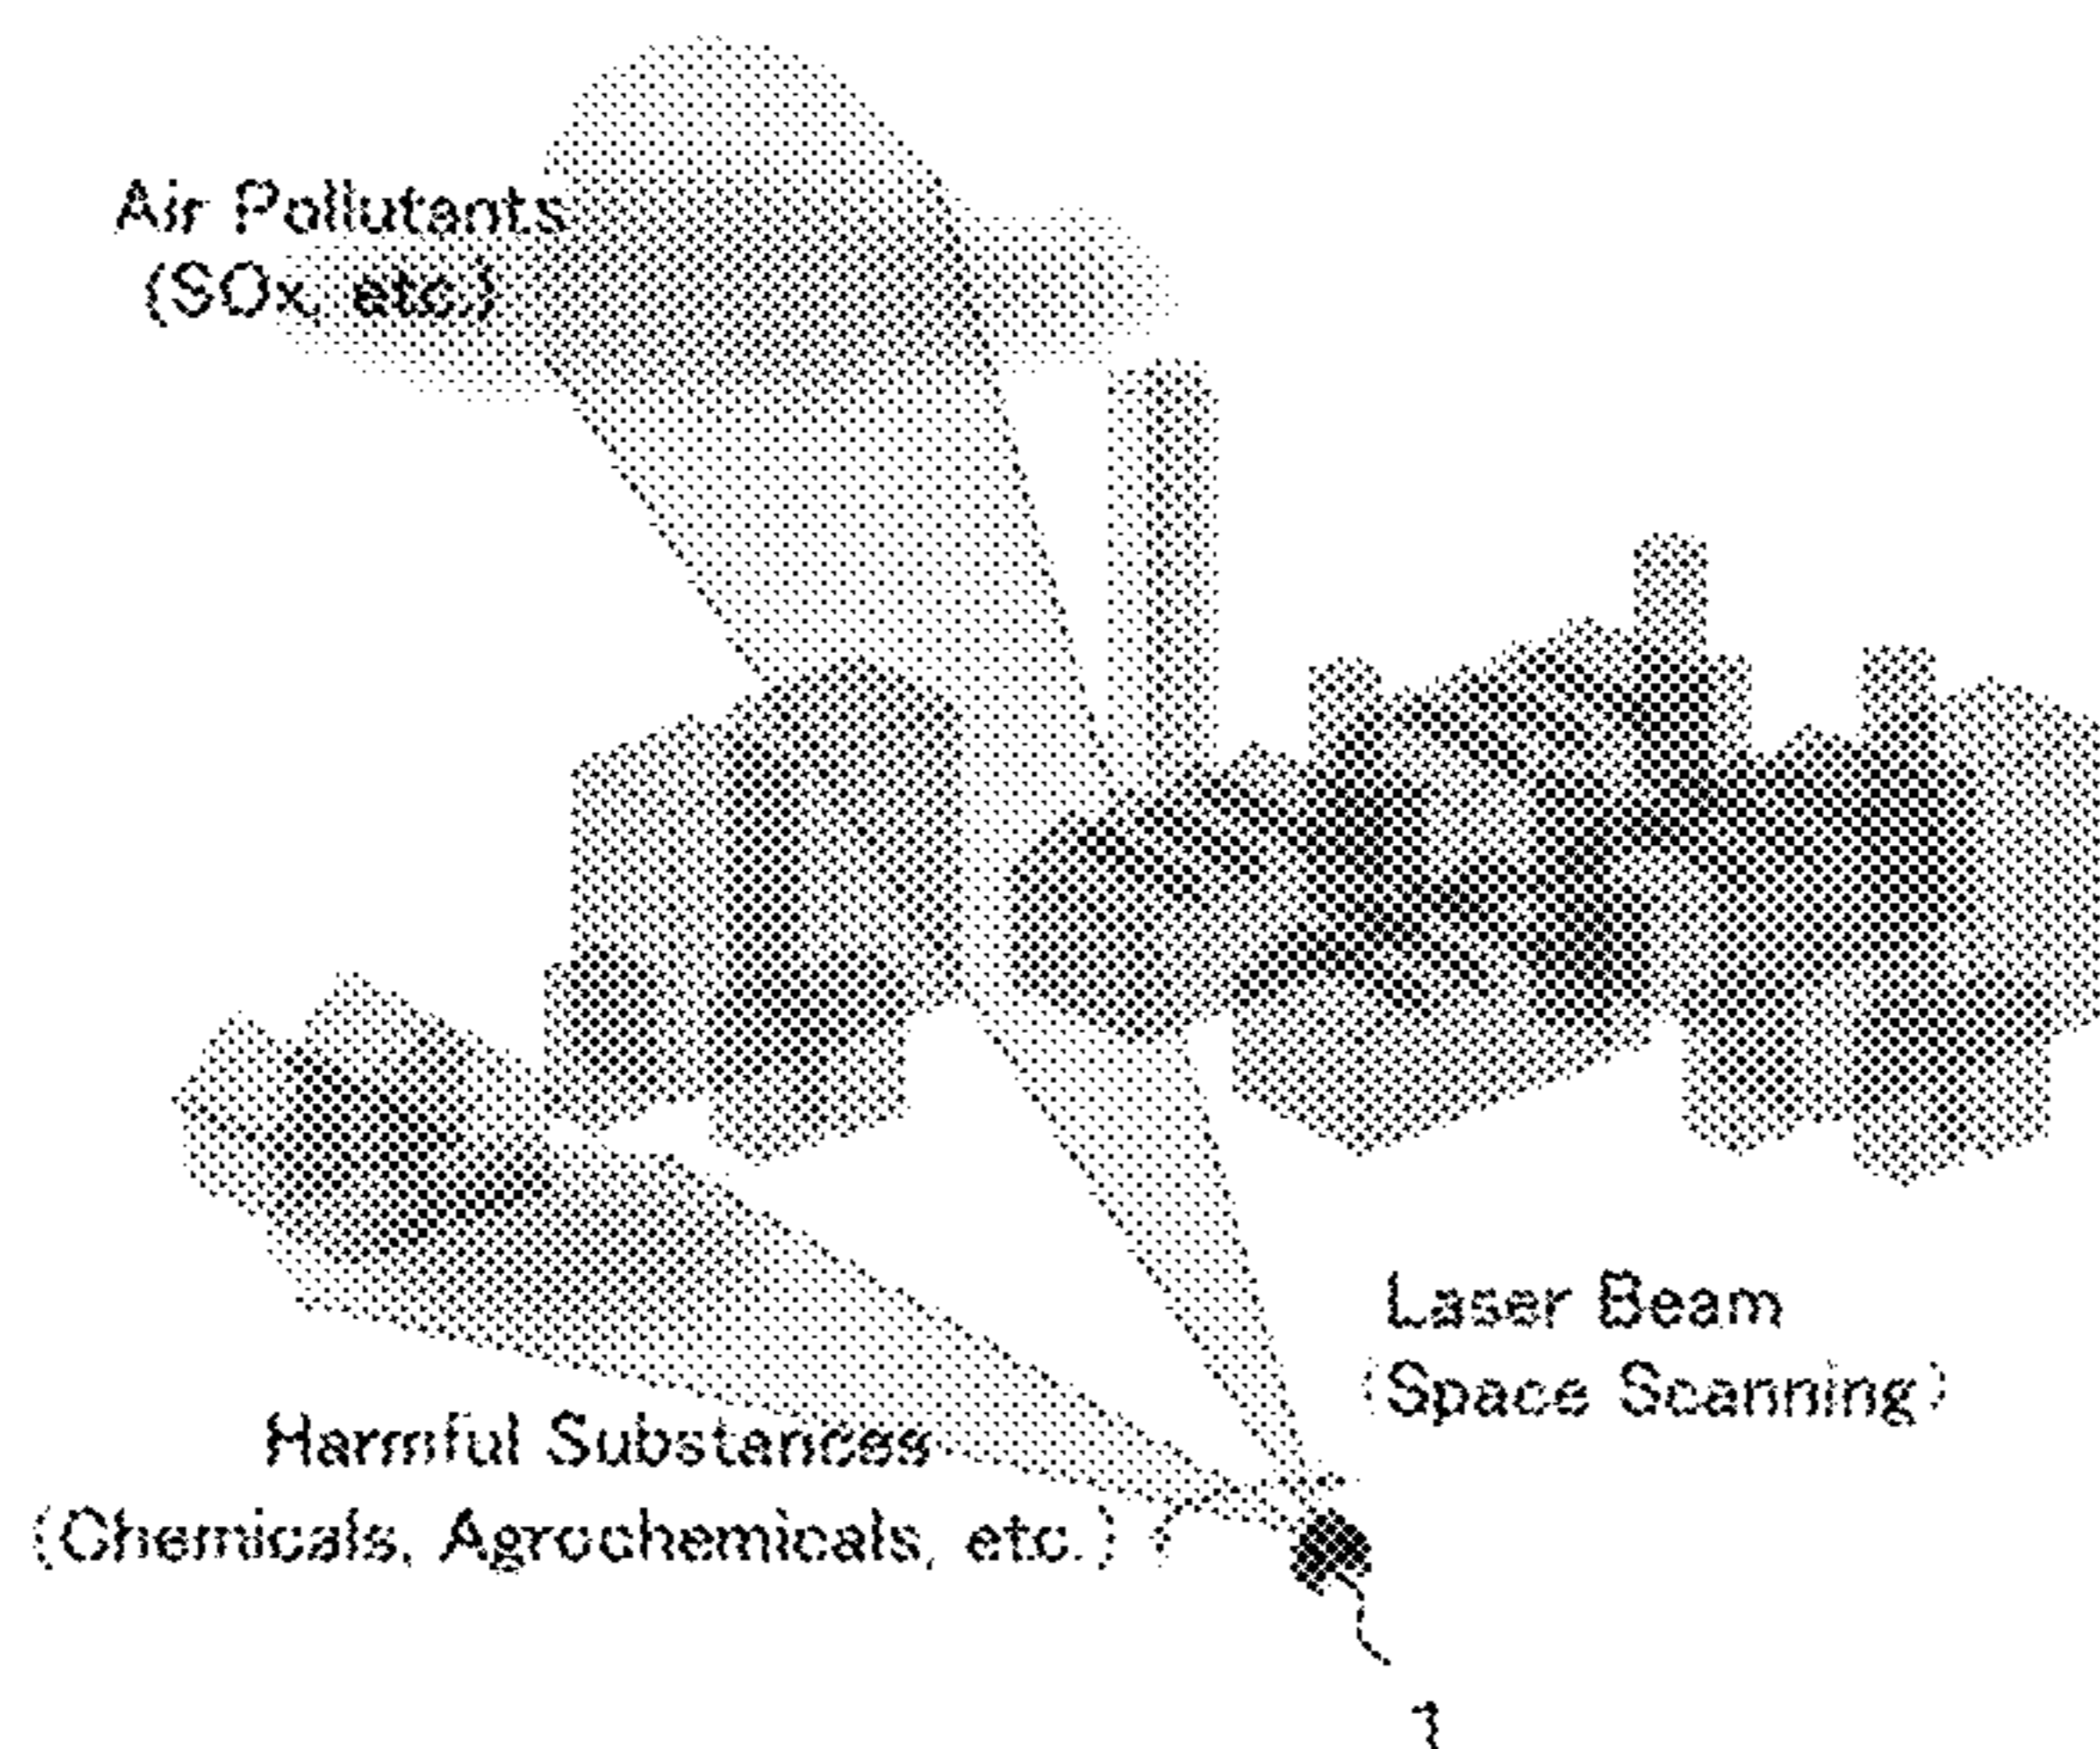 Air Pollutants
(SOx, etc.)
Laser Beam
(Space Scanning)
Harmful Substances
(Chemicals, Agrochemicals, etc.)
1